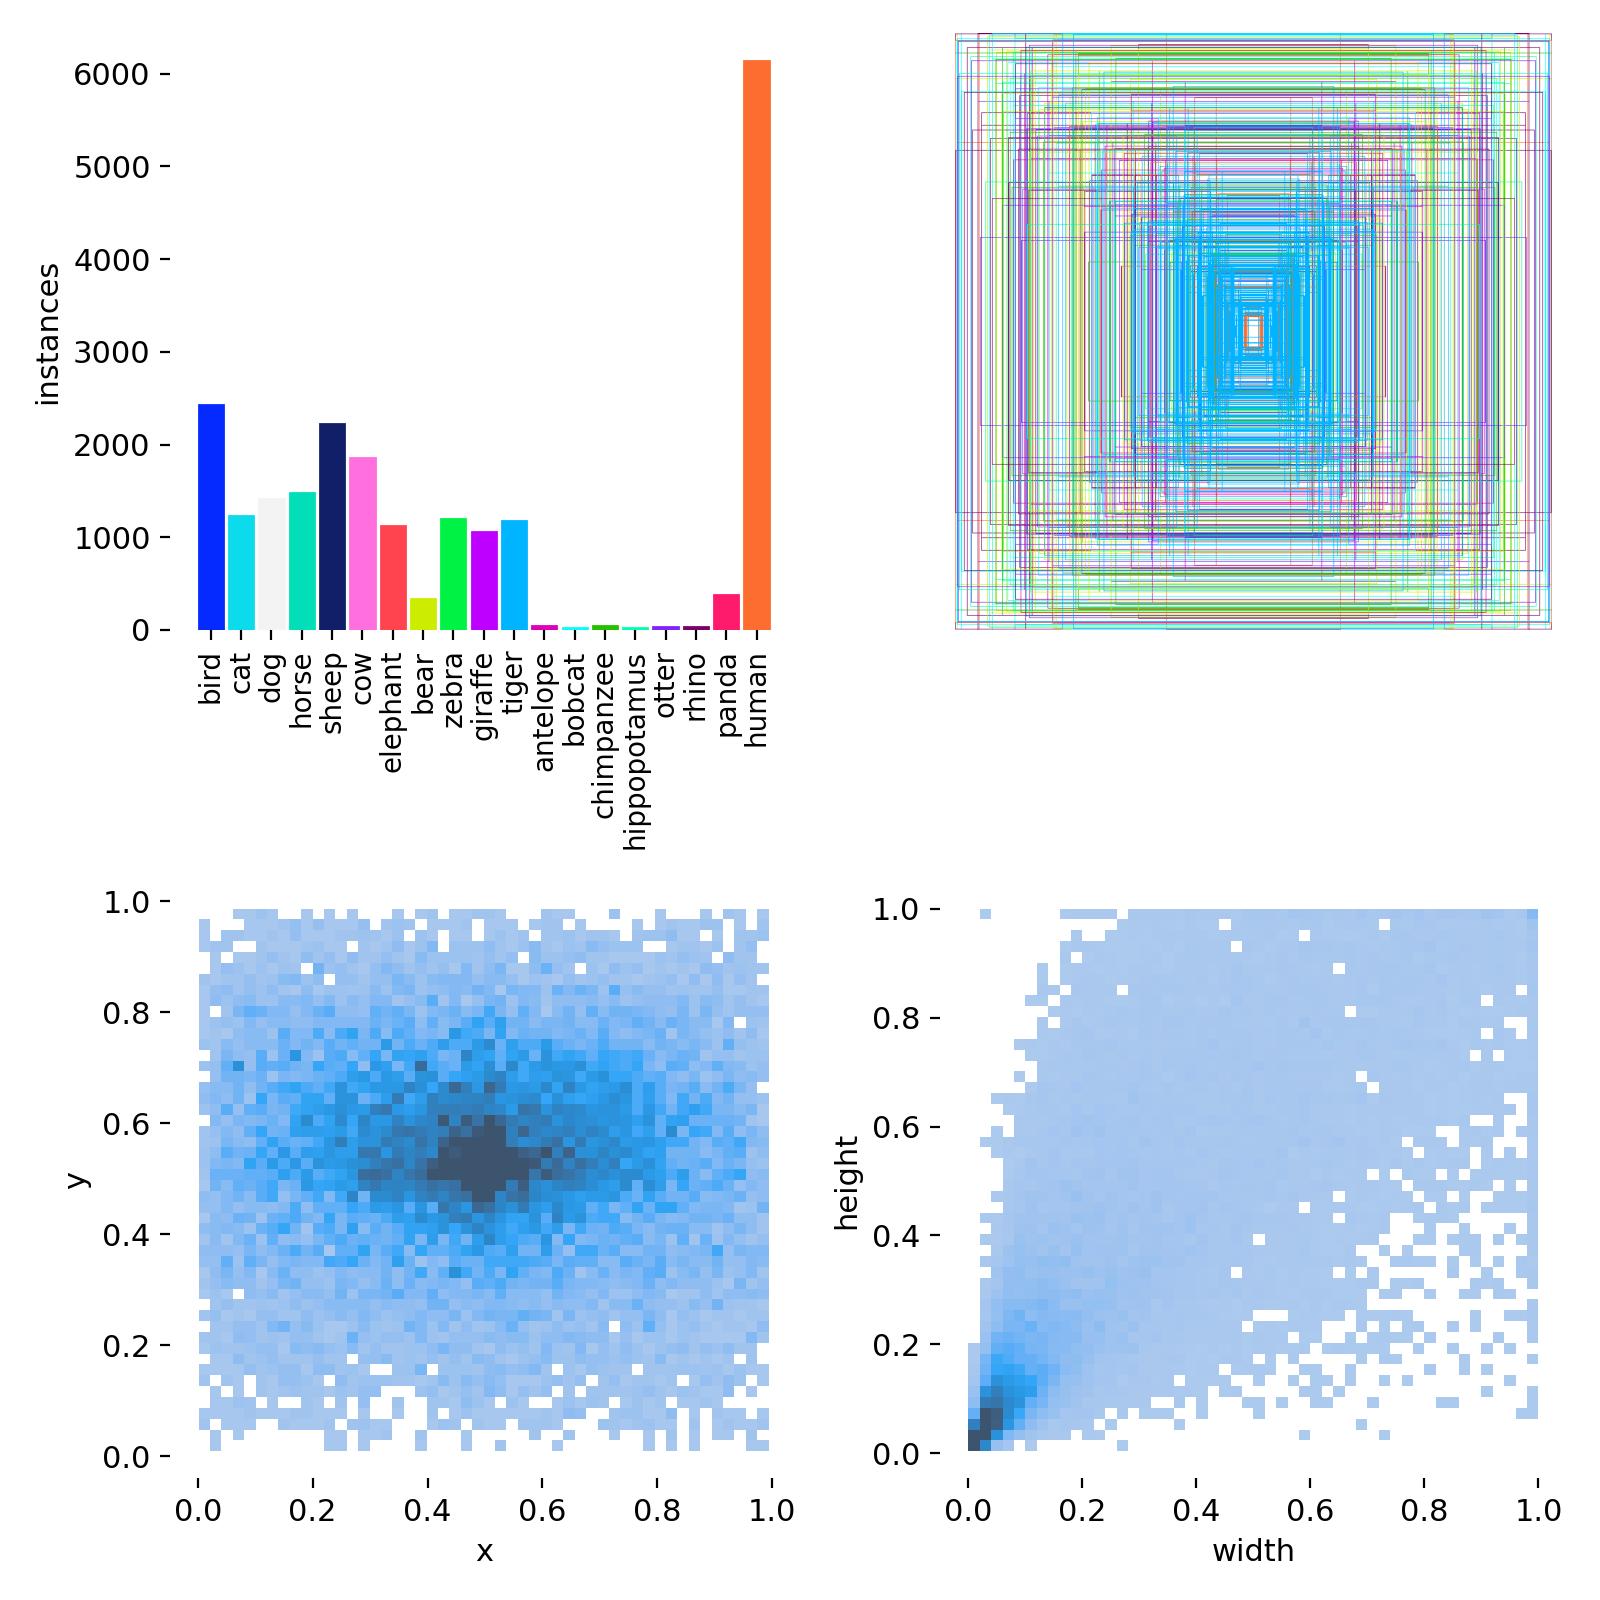 6000
5000
4000
3000
2000
1000
0
instances
bird
cat
dog
horse
sheep
cow
elephant
bear
zebra
giraffe
tiger
antelope
bobcat
chimpanzee
hippopotamus
otter
rhino
panda
human
1.0
0.8
0.6
0.4
0.2
0.0
y
0.0 0.2 0.4 0.6 0.8 1.0
x
1.0
0.8
0.6
0.4
0.2
0.0
height
0.0 0.2 0.4 0.6 0.8 1.0
width